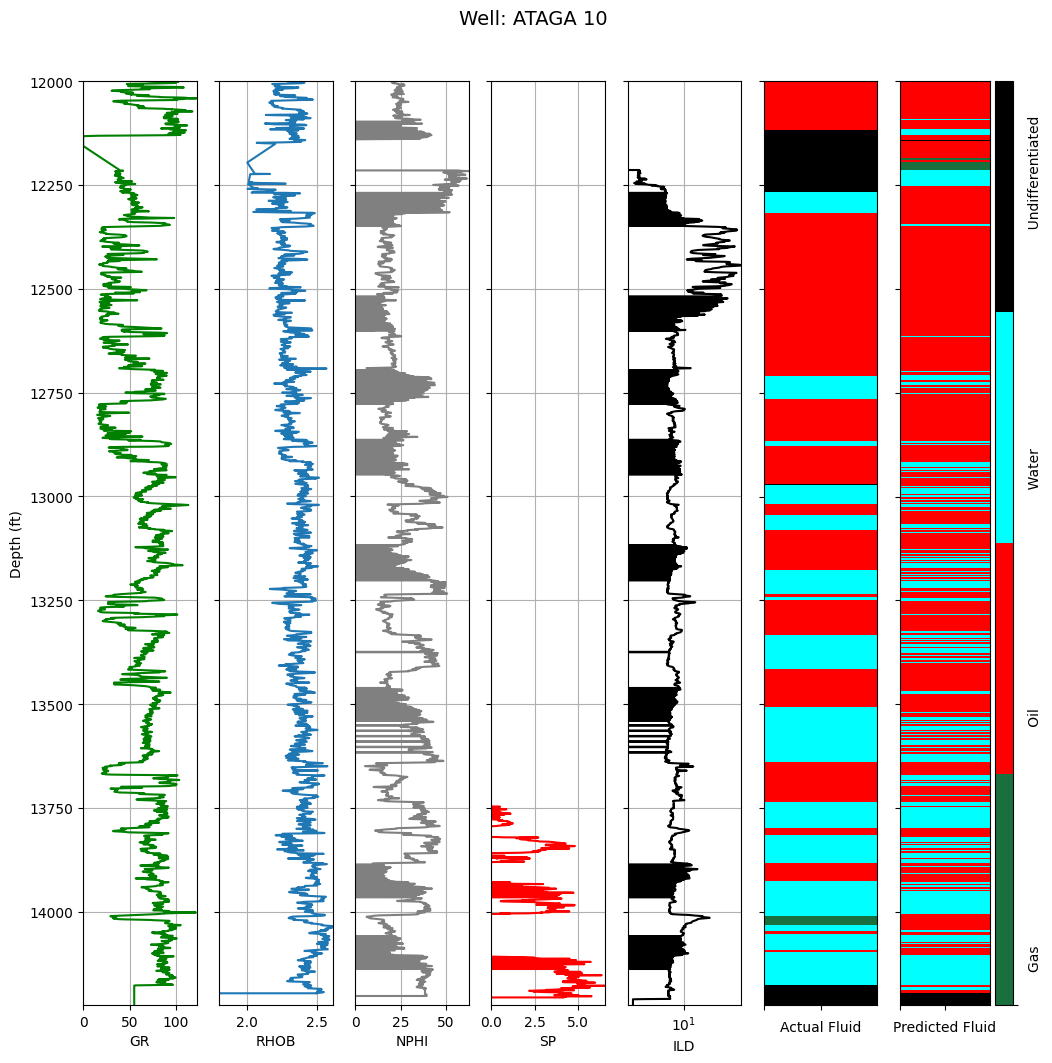 Well: ATAGA 10
12000
12250
12500
12750
13000
13250
13500
13750
14000
Depth (ft)
0 50 100
GR
2.0 2.5
RHOB
0 25 50
NPHI
0.0 2.5 5.0
SP
10¹
ILD
Actual Fluid
Predicted Fluid
Undifferentiated
Water
Oil
Gas